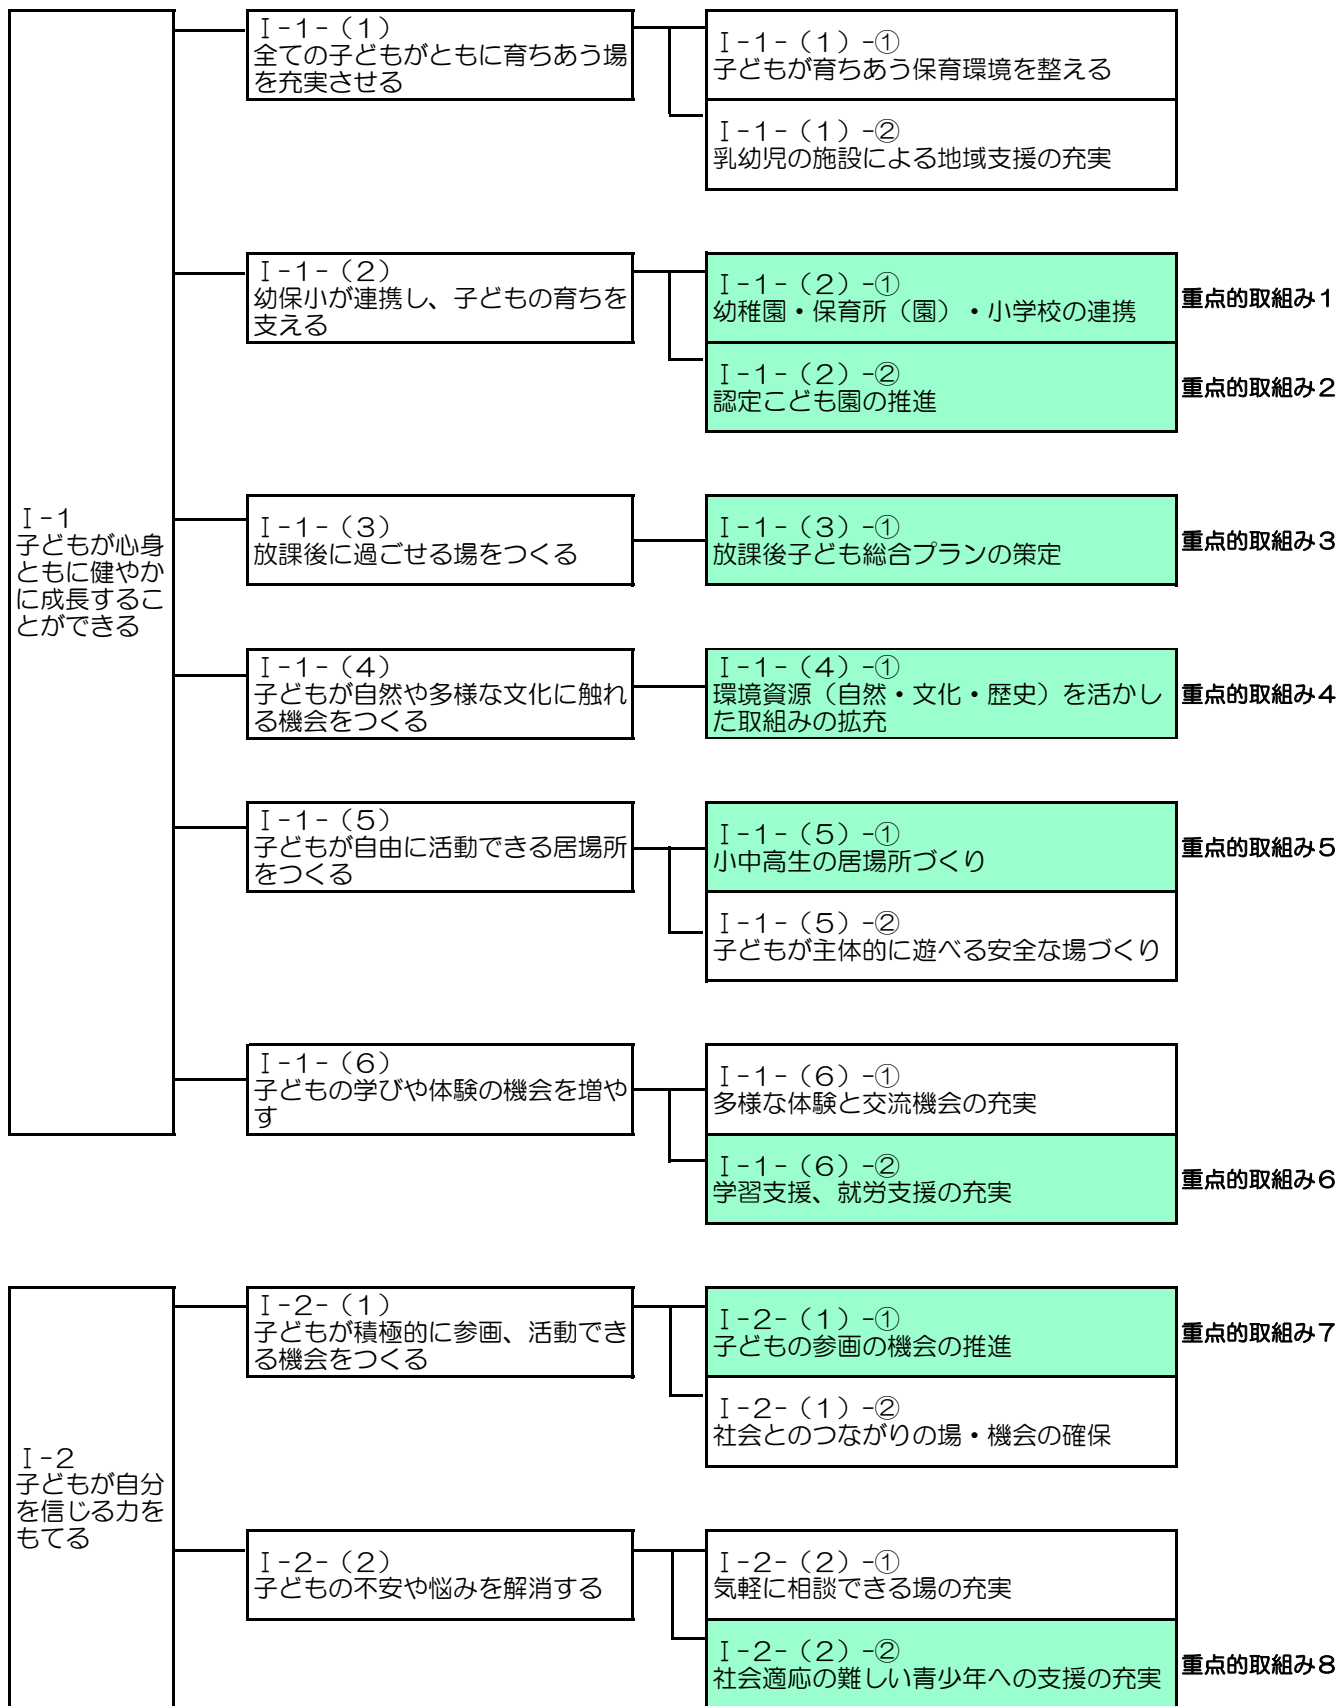 Ⅰ-1
子どもが心身
ともに健やか
に成長するこ
とができる
Ⅰ-1-(1)
全ての子どもがともに育ちあう場
を充実させる
Ⅰ-1-(1)-①
子どもが育ちあう保育環境を整える
Ⅰ-1-(1)-②
乳幼児の施設による地域支援の充実
Ⅰ-1-(2)
幼保小が連携し、子どもの育ちを
支える
Ⅰ-1-(2)-①
幼稚園・保育所（園）・小学校の連携
重点的取組み1
Ⅰ-1-(2)-②
認定こども園の推進
重点的取組み2
Ⅰ-1-(3)
放課後に過ごせる場をつくる
Ⅰ-1-(3)-①
放課後子ども総合プランの策定
重点的取組み3
Ⅰ-1-(4)
子どもが自然や多様な文化に触れ
る機会をつくる
Ⅰ-1-(4)-①
環境資源（自然・文化・歴史）を活かし
た取組みの拡充
重点的取組み4
Ⅰ-1-(5)
子どもが自由に活動できる居場所
をつくる
Ⅰ-1-(5)-①
小中高生の居場所づくり
重点的取組み5
Ⅰ-1-(5)-②
子どもが主体的に遊べる安全な場づくり
Ⅰ-1-(6)
子どもの学びや体験の機会を増や
す
Ⅰ-1-(6)-①
多様な体験と交流機会の充実
Ⅰ-1-(6)-②
学習支援、就労支援の充実
重点的取組み6
Ⅰ-2
子どもが自分
を信じる力を
もてる
Ⅰ-2-(1)
子どもが積極的に参画、活動でき
る機会をつくる
Ⅰ-2-(1)-①
子どもの参画の機会の推進
重点的取組み7
Ⅰ-2-(1)-②
社会とのつながりの場・機会の確保
Ⅰ-2-(2)
子どもの不安や悩みを解消する
Ⅰ-2-(2)-①
気軽に相談できる場の充実
Ⅰ-2-(2)-②
社会適応の難しい青少年への支援の充実
重点的取組み8